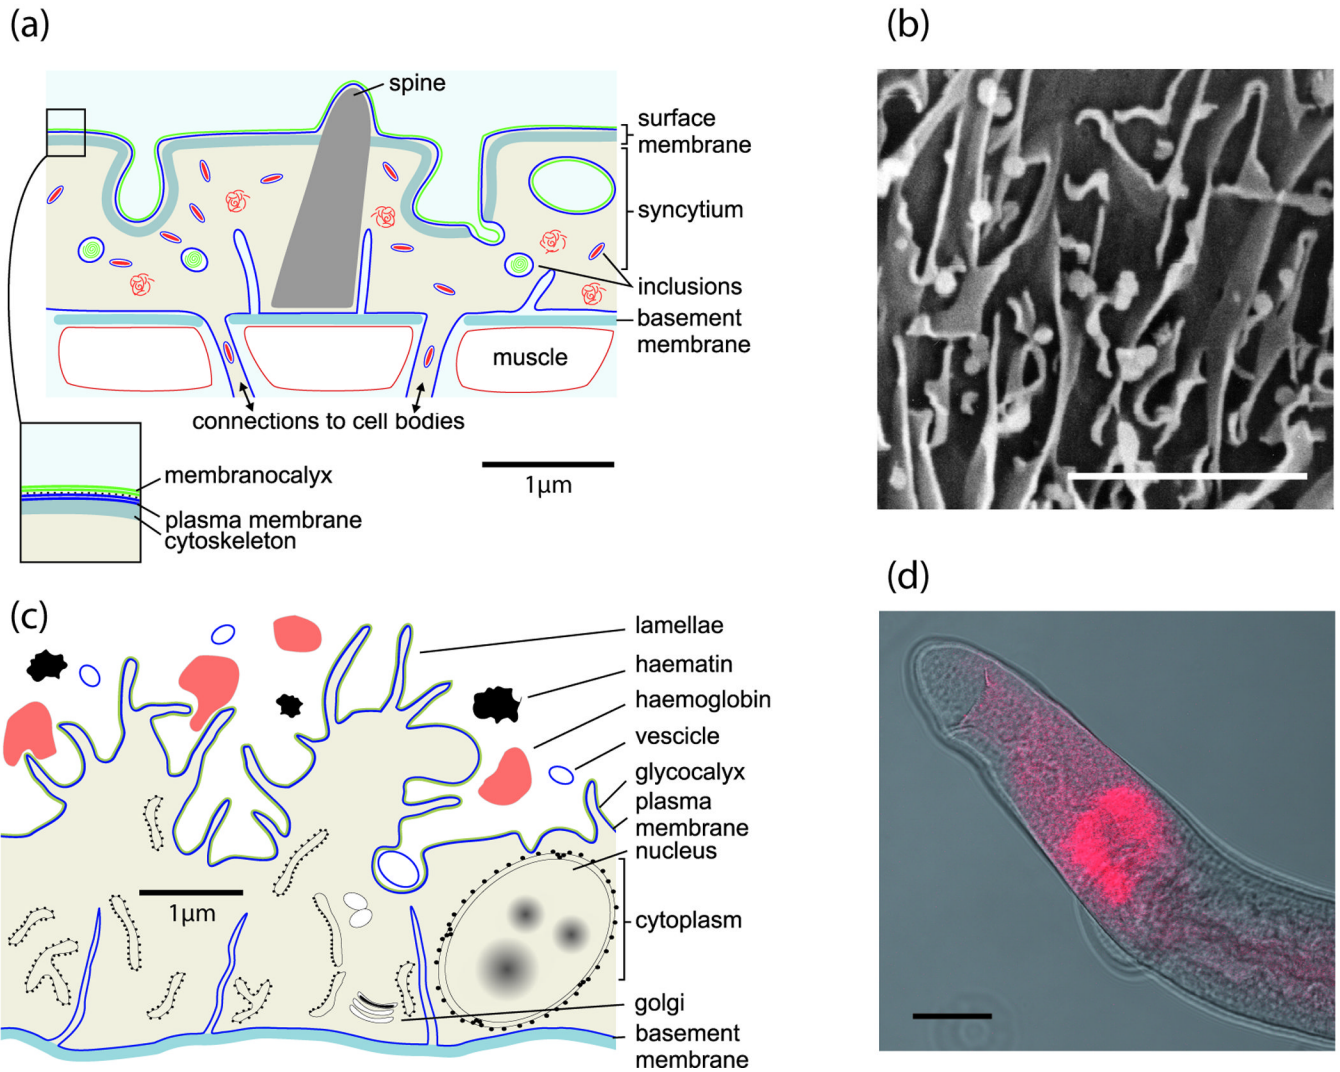 (a)
spine
surface
membrane
syncytium
inclusions
basement
membrane
muscle
connections to cell bodies
membranocalyx
plasma membrane
cytoskeleton
1μm
(b)
(c)
lamellae
haematin
haemoglobin
vescicle
glycocalyx
plasma
membrane
nucleus
1μm
cytoplasm
golgi
basement
membrane
(d)